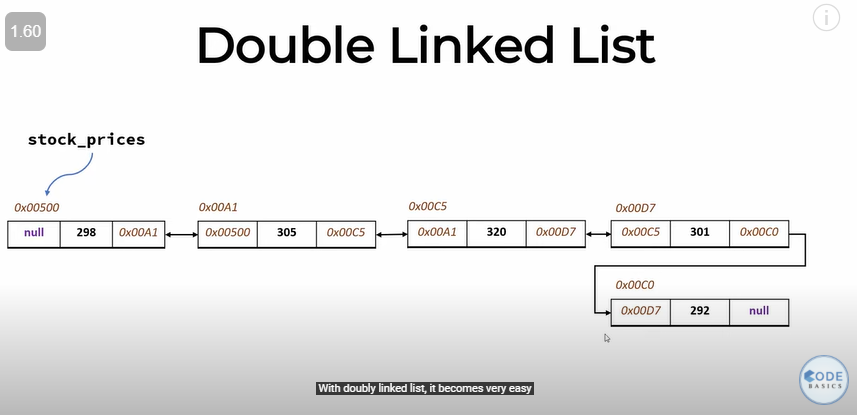 1.60
i
Double Linked List
stock_prices
0x00500
null 298 0x00A1
0x00A1
0x00500 305 0x00C5
0x00C5
0x00A1 320 0x00D7
0x00D7
0x00C5 301 0x00C0
0x00C0
0x00D7 292 null
With doubly linked list, it becomes very easy
CODE
BASICS